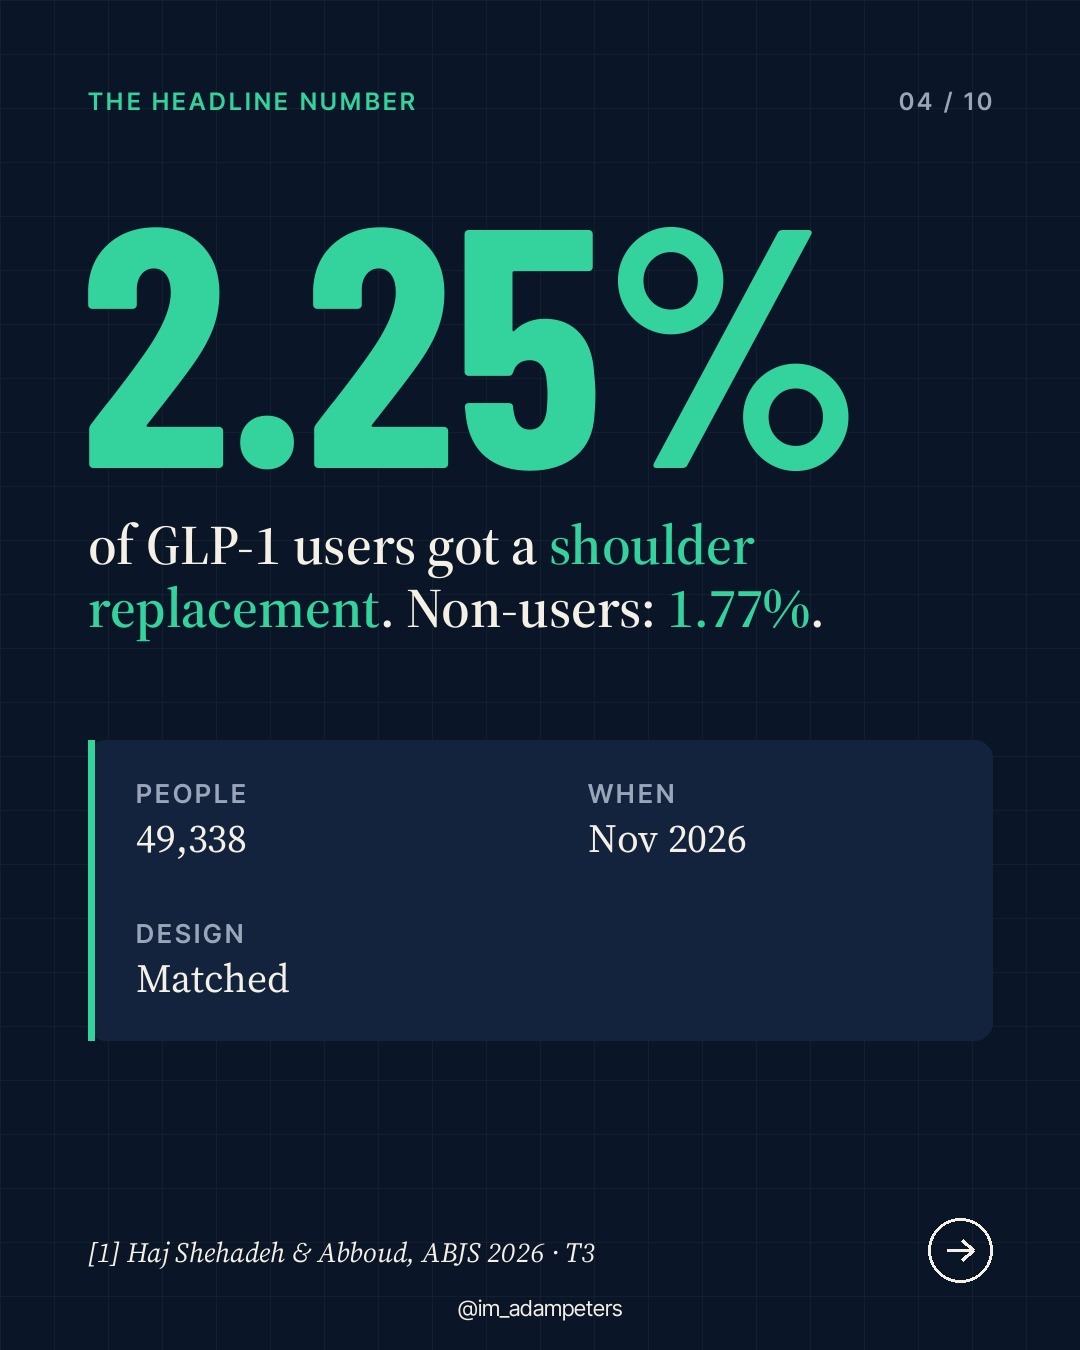 THE HEADLINE NUMBER
04 / 10
2.25%
of GLP-1 users got a shoulder
replacement. Non-users: 1.77%.
PEOPLE
49,338
WHEN
Nov 2026
DESIGN
Matched
[1] Haj Shehadeh & Abboud, ABJS 2026 · T3
@im_adampeters